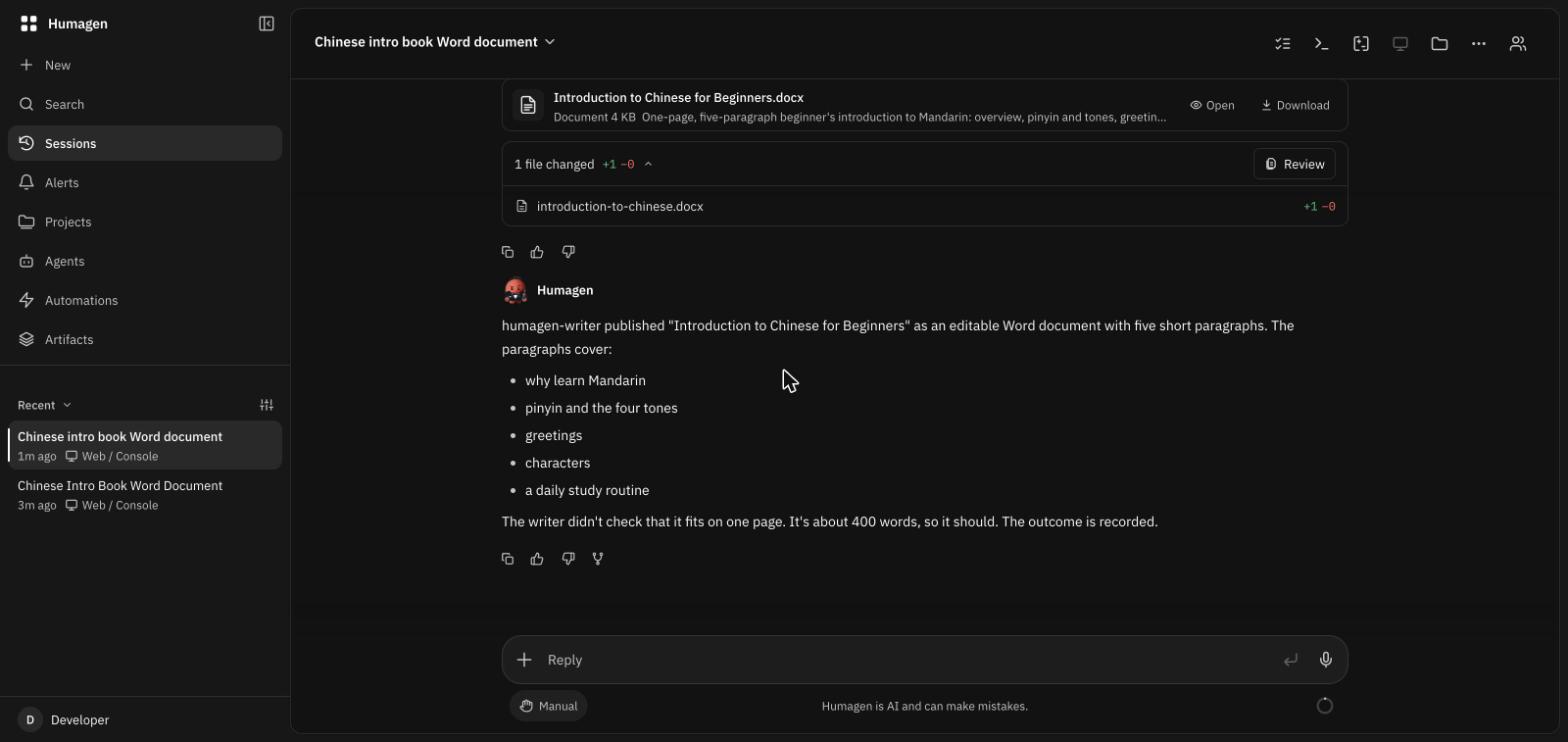 Humagen
New
Search
Sessions
Alerts
Projects
Agents
Automations
Artifacts
Recent
Chinese intro book Word document
1m ago Web / Console
Chinese Intro Book Word Document
3m ago Web / Console
D Developer
Chinese intro book Word document
Introduction to Chinese for Beginners.docx
Document 4 KB One-page, five-paragraph beginner's introduction to Mandarin: overview, pinyin and tones, greetin...
Open
Download
1 file changed +1 −0
Review
introduction-to-chinese.docx
+1 −0
Humagen
humagen-writer published "Introduction to Chinese for Beginners" as an editable Word document with five short paragraphs. The
paragraphs cover:
• why learn Mandarin
• pinyin and the four tones
• greetings
• characters
• a daily study routine
The writer didn't check that it fits on one page. It's about 400 words, so it should. The outcome is recorded.
Reply
Manual
Humagen is AI and can make mistakes.